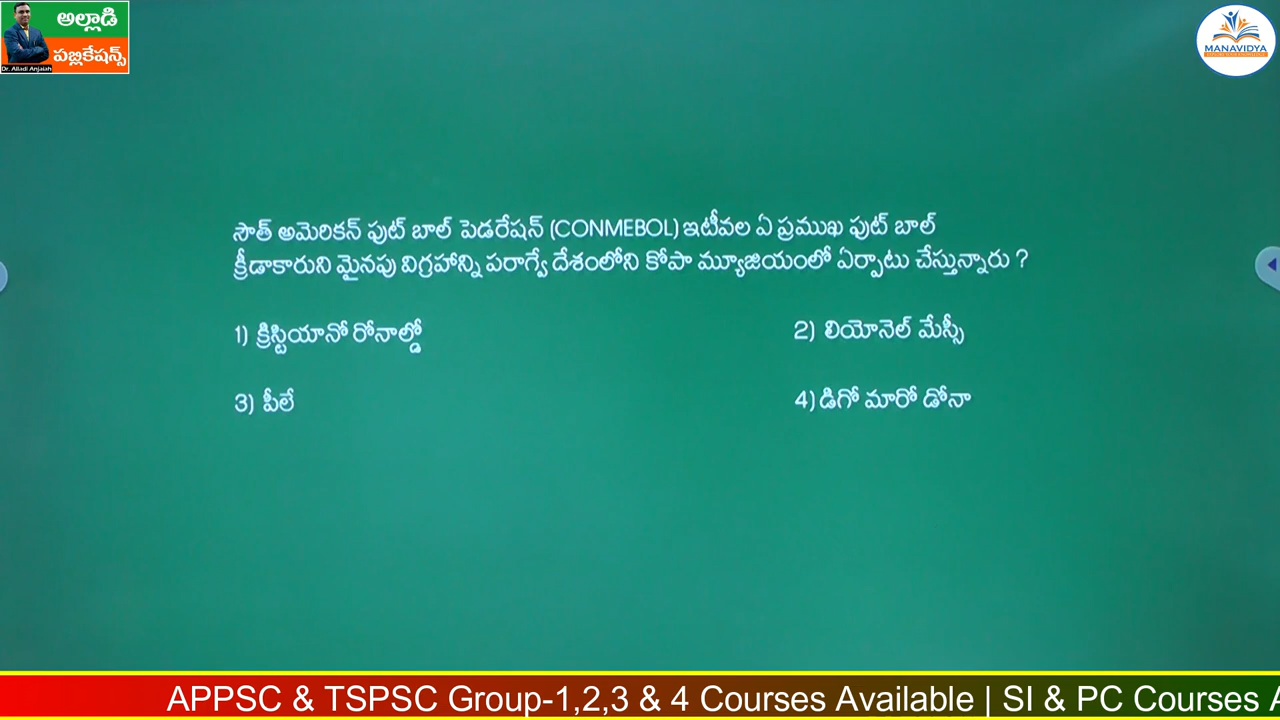 అల్లాడి
పబ్లికేషన్స్
Dr. Alladi Anjaiah
MANAVIDYA
సౌత్ అమెరికన్ ఫుట్ బాల్ పెడరేషన్ (CONMEBOL) ఇటీవల ఏ ప్రముఖ ఫుట్ బాల్
క్రీడాకారుని మైనపు విగ్రహాన్ని పరాగ్వే దేశంలోని కోపా మ్యూజియంలో ఏర్పాటు చేస్తున్నారు ?
1) క్రిస్టియానో రోనాల్డో
2) లియోనెల్ మేస్సీ
3) పీలే
4) డిగో మారో డోనా
APPSC & TSPSC Group-1,2,3 & 4 Courses Available | SI & PC Courses A